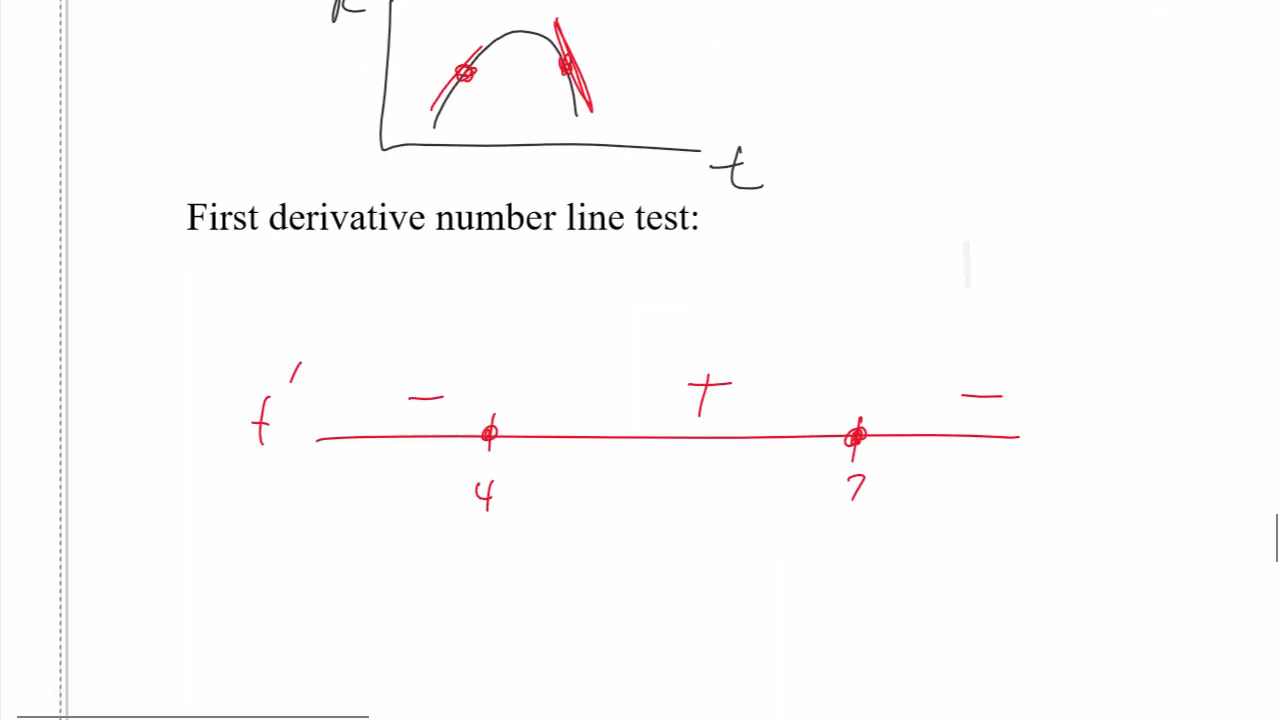 t
First derivative number line test:
f′ − + −
4 7